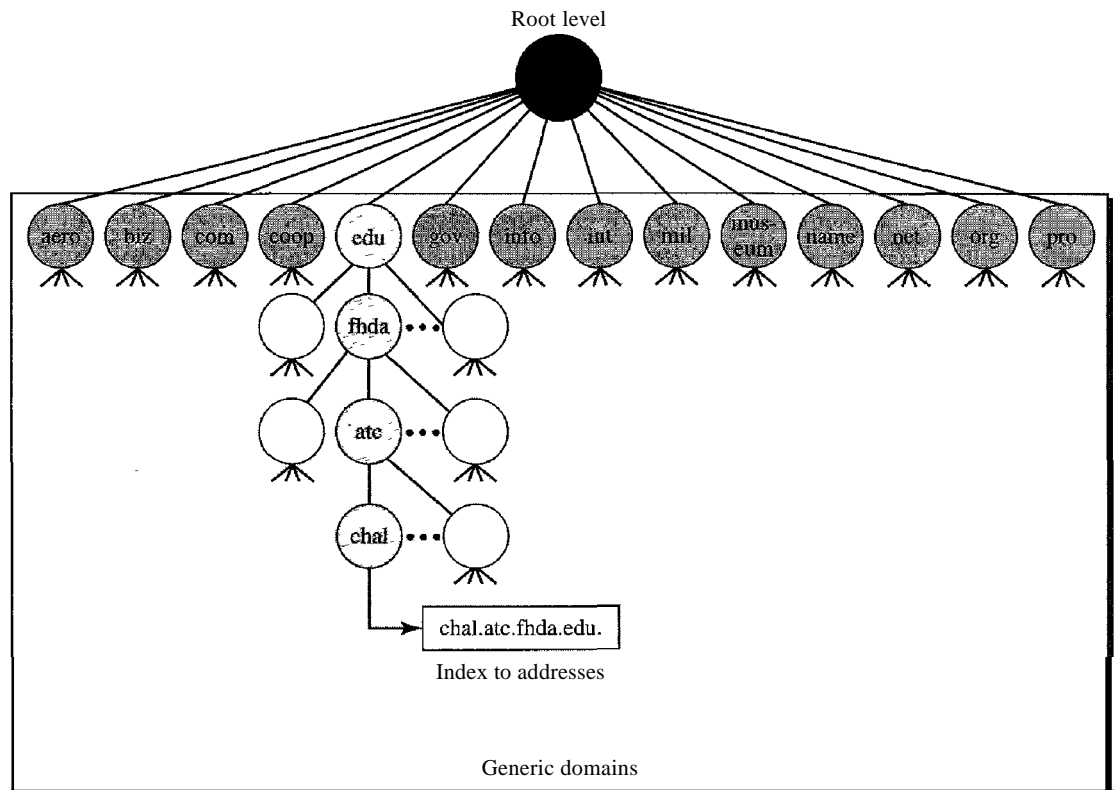 Root level
aero biz com coop edu gov info int mil mus-
eum name net org pro
fhda
atc
chal
chal.atc.fhda.edu.
Index to addresses
Generic domains